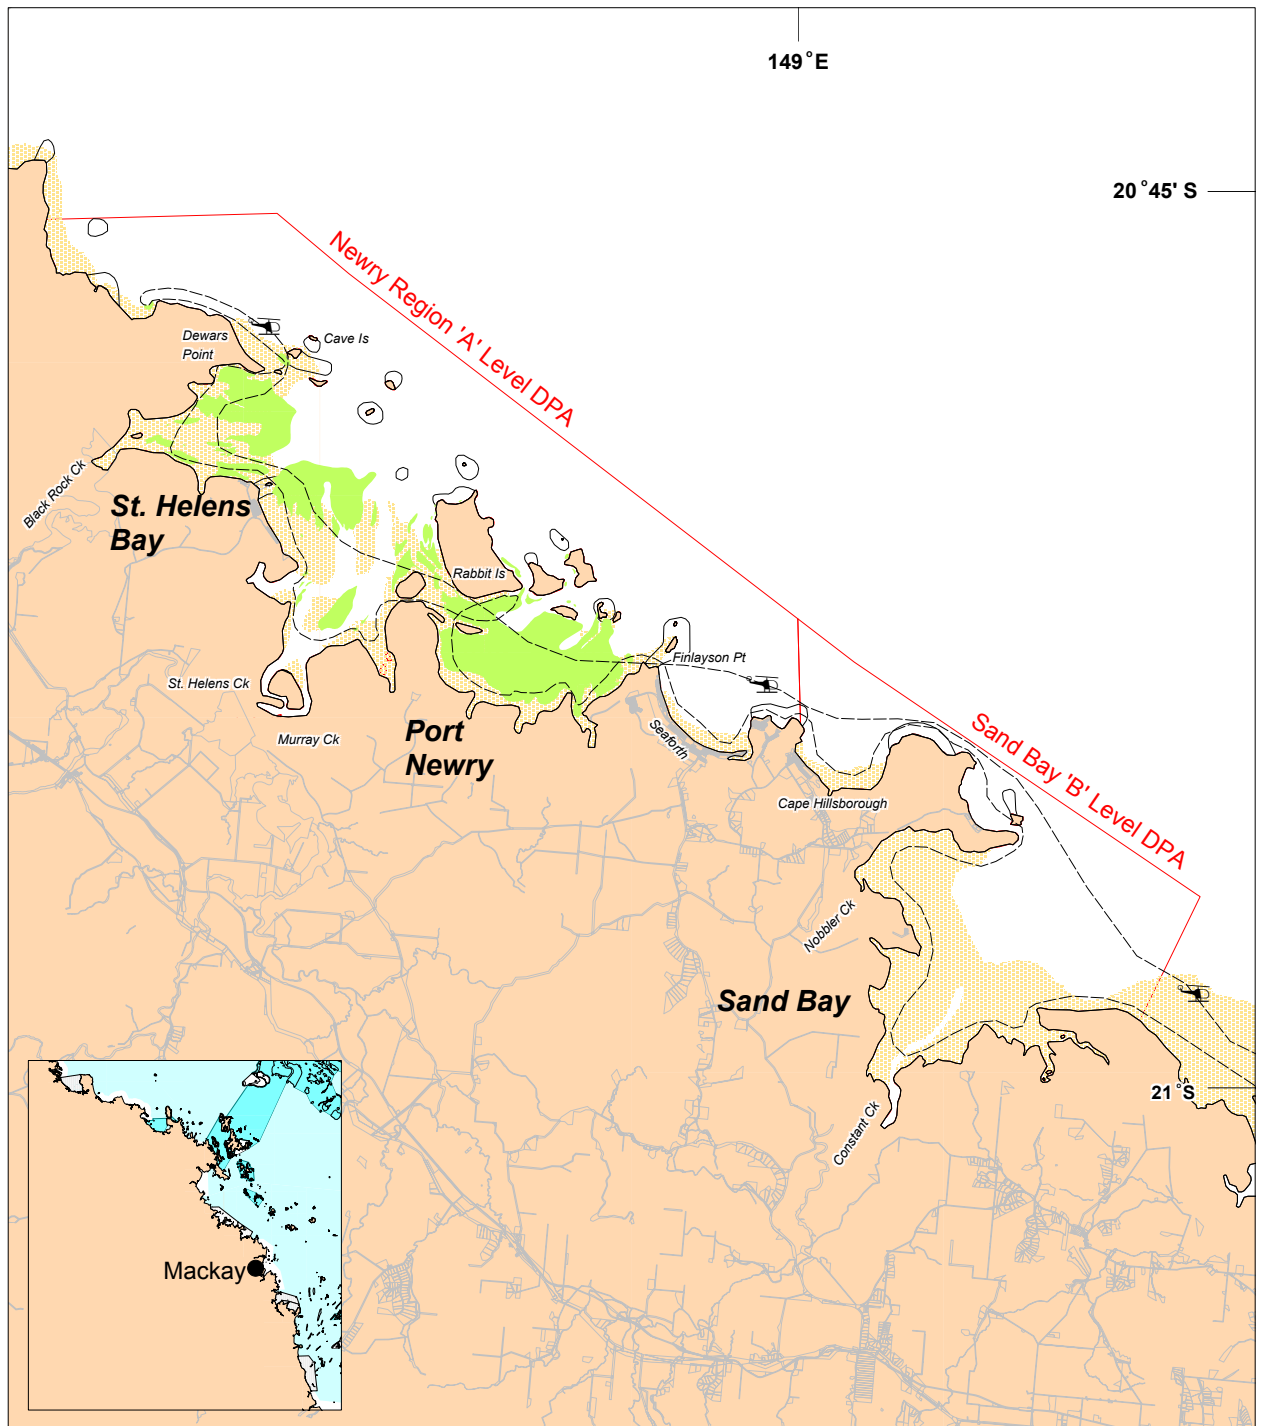 149°E
20°45' S
Newry Region 'A' Level DPA
Cave Is
Dewars
Point
Black Rock Ck
St. Helens
Bay
Rabbit Is
Finlayson Pt
St. Helens Ck
Murray Ck
Port
Newry
Seaforth
Sand Bay 'B' Level DPA
Cape Hillsborough
Nobbler Ck
Sand Bay
21°S
Constant Ck
Mackay